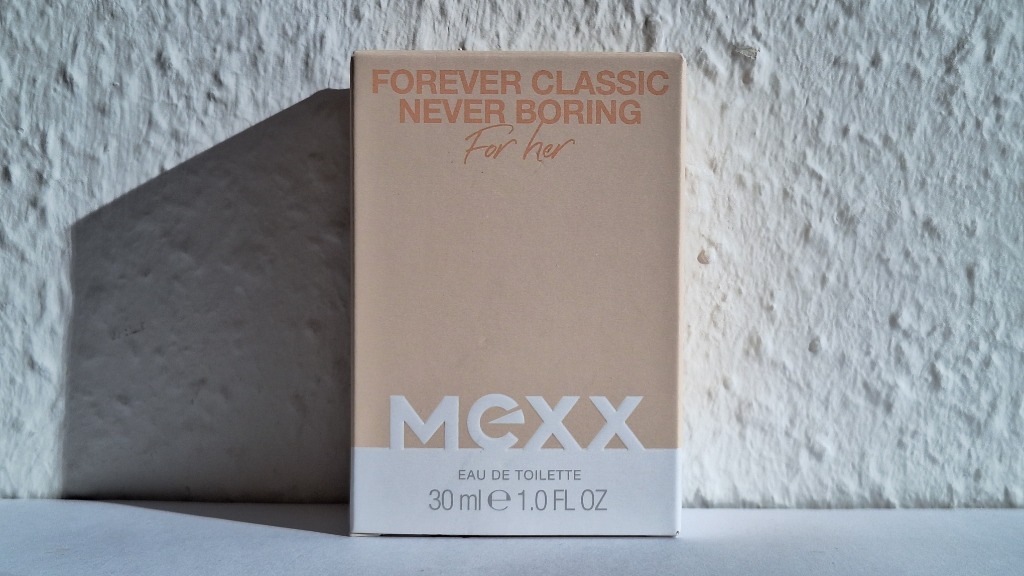 FOREVER CLASSIC
NEVER BORING
For her
Mexx
EAU DE TOILETTE
30 ml ℮ 1.0 FL OZ